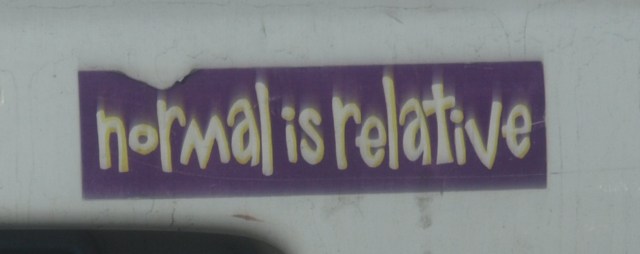 normal is relative